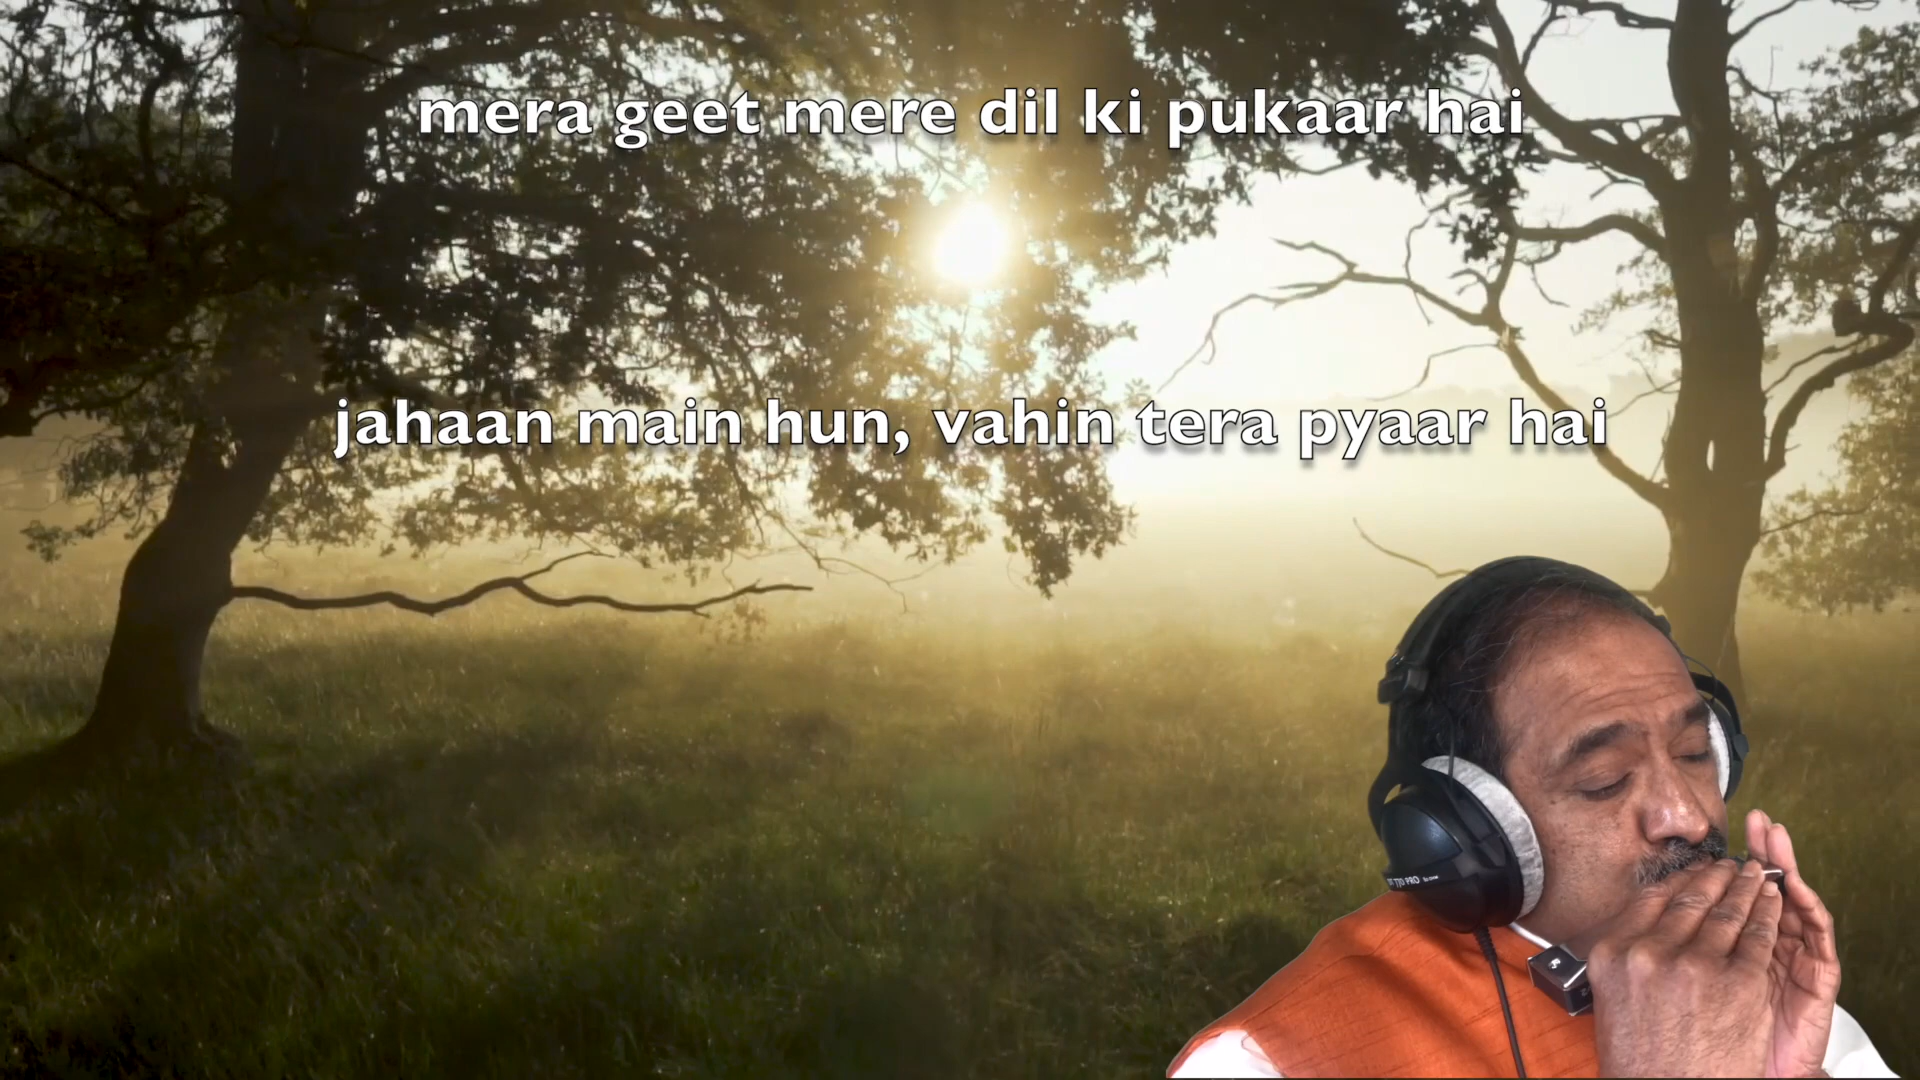 mera geet mere dil ki pukaar hai
jahaan main hun, vahin tera pyaar hai